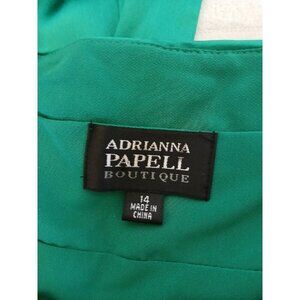 ADRIANNA
PAPELL
BOUTIQUE
14
MADE IN
CHINA